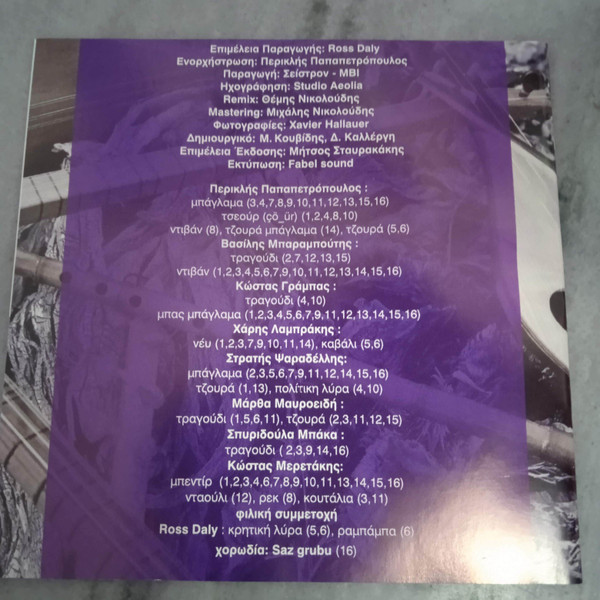 Επιμέλεια Παραγωγής: Ross Daly
Ενορχήστρωση: Περικλής Παπαπετρόπουλος
Παραγωγή: Σείστρον - MBI
Ηχογράφηση: Studio Aeolia
Remix: Θέμης Νικολούδης
Mastering: Μιχάλης Νικολούδης
Φωτογραφίες: Xavier Hallauer
Δημιουργικό: Μ. Κουβίδης, Δ. Καλλέργη
Επιμέλεια Έκδοσης: Μήτσος Σταυρακάκης
Εκτύπωση: Fabel sound
Περικλής Παπαπετρόπουλος :
μπάγλαμα (3,4,7,8,9,10,11,12,13,15,16)
τσεούρ (çö_ür) (1,2,4,8,10)
ντιβάν (8), τζουρά μπάγλαμα (14), τζουρά (5,6)
Βασίλης Μπαραμπούτης :
τραγούδι (2,7,12,13,15)
ντιβάν (1,2,3,4,5,6,7,9,10,11,12,13,14,15,16)
Κώστας Γράμπας :
τραγούδι (4,10)
μπας μπάγλαμα (1,2,3,4,5,6,7,8,9,10,11,12,13,14,15,16)
Χάρης Λαμπράκης :
νέυ (1,2,3,7,9,10,11,14), καβάλι (5,6)
Στρατής Ψαραδέλλης:
μπάγλαμα (2,3,5,6,7,9,11,12,14,15,16)
τζουρά (1,13), πολίτικη λύρα (4,10)
Μάρθα Μαυροειδή :
τραγούδι (1,5,6,11), τζουρά (2,3,11,12,15)
Σπυριδούλα Μπάκα :
τραγούδι ( 2,3,9,14,16)
Κώστας Μερετάκης:
μπεντίρ (1,2,3,4,6,7,8,9,10,11,13,14,15,16)
νταούλι (12), ρεκ (8), κουτάλια (3,11)
φιλική συμμετοχή
Ross Daly : κρητική λύρα (5,6), ραμπάμπα (6)
χορωδία: Saz grubu (16)